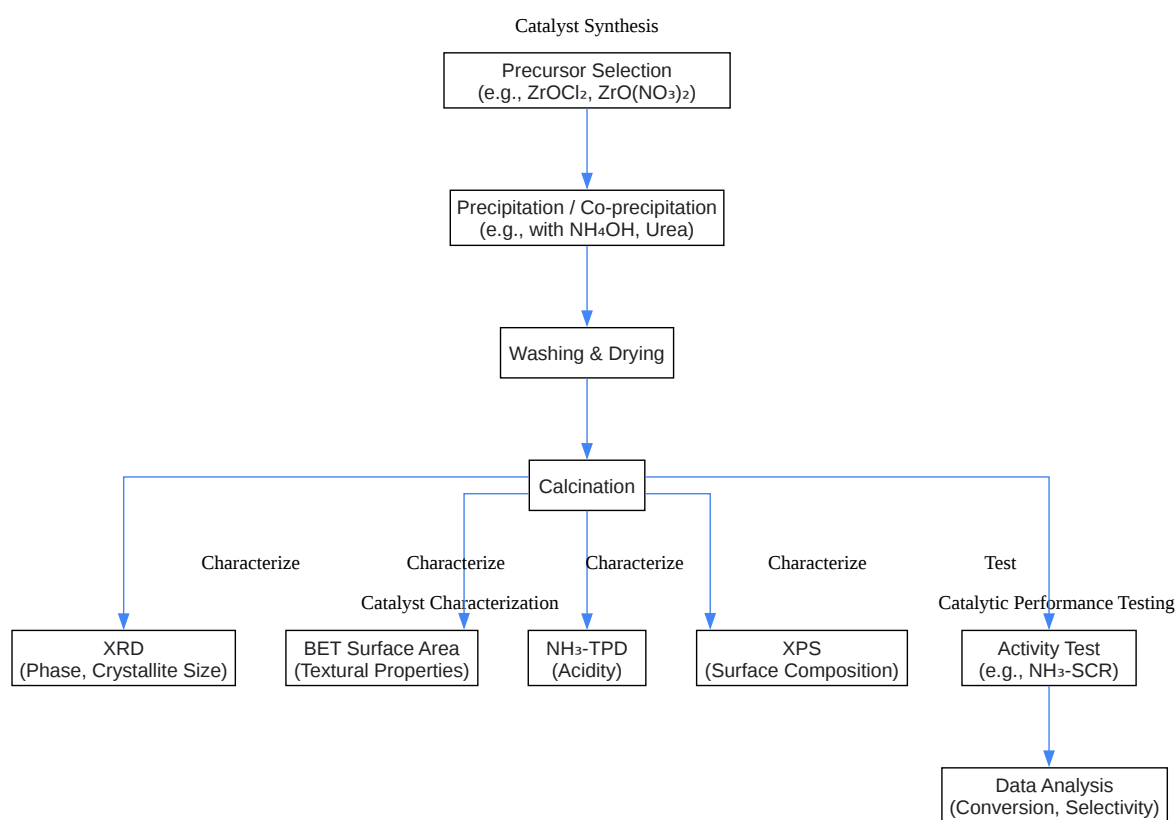 Catalyst Synthesis
Precursor Selection
(e.g., ZrOCl₂, ZrO(NO₃)₂)
Precipitation / Co-precipitation
(e.g., with NH₄OH, Urea)
Washing & Drying
Calcination
Characterize
Characterize
Characterize
Characterize
Test
Catalyst Characterization
Catalytic Performance Testing
XRD
(Phase, Crystallite Size)
BET Surface Area
(Textural Properties)
NH₃-TPD
(Acidity)
XPS
(Surface Composition)
Activity Test
(e.g., NH₃-SCR)
Data Analysis
(Conversion, Selectivity)